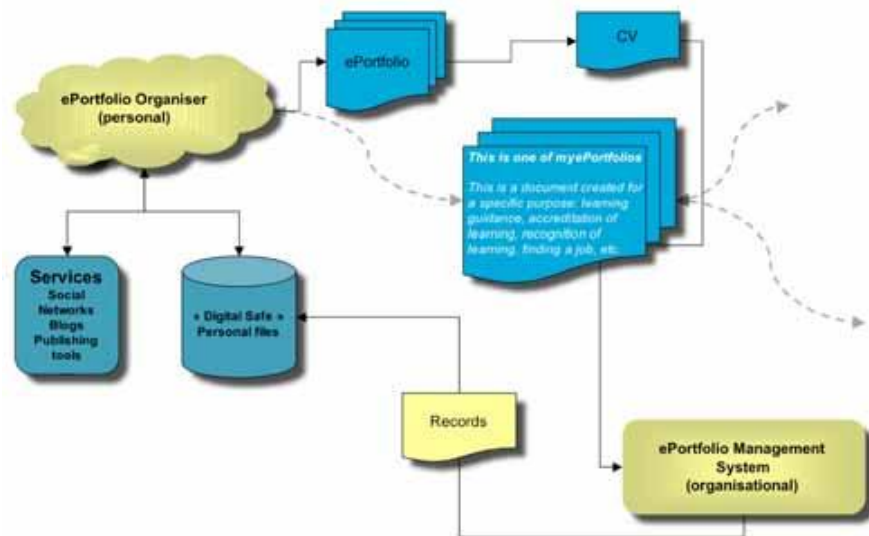 ePortfolio
CV
ePortfolio Organiser
(personal)
This is one of myePortfolios
This is a document created for
a specific purpose: learning
guidance, accreditation of
learning, recognition of
learning, finding a job, etc.
Services
Social
Networks
Blogs
Publishing
tools
« Digital Safe »
Personal files
Records
ePortfolio Management
System
(organisational)